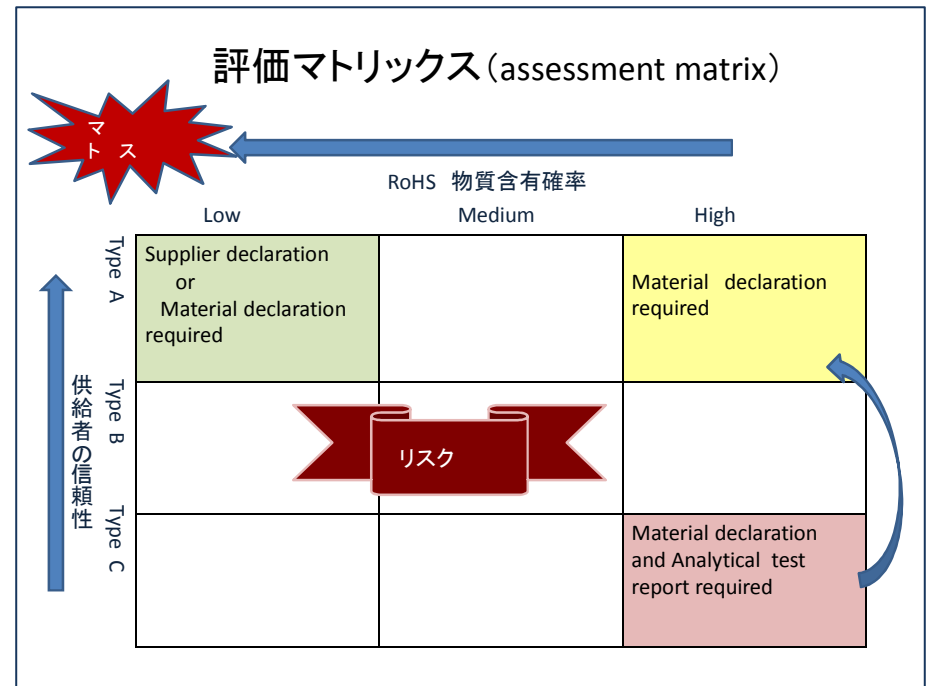 評価マトリックス（assessment matrix）
マ
ト ス
RoHS 物質含有確率
Low Medium High
供給者の信頼性
Type A
Supplier declaration
or
Material declaration
required
Material declaration
required
Type B
リスク
Type C
Material declaration
and Analytical test
report required